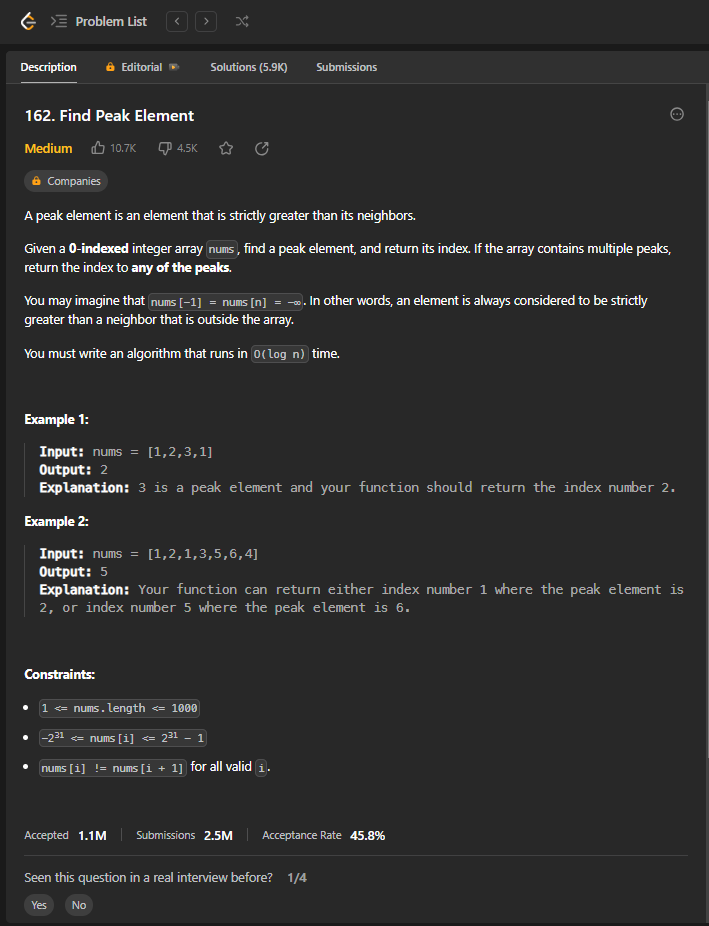 Problem List
Description Editorial Solutions (5.9K) Submissions
162. Find Peak Element
Medium 10.7K 4.5K
Companies
A peak element is an element that is strictly greater than its neighbors.
Given a 0-indexed integer array nums, find a peak element, and return its index. If the array contains multiple peaks,
return the index to any of the peaks.
You may imagine that nums[-1] = nums[n] = -∞. In other words, an element is always considered to be strictly
greater than a neighbor that is outside the array.
You must write an algorithm that runs in O(log n) time.
Example 1:
Input: nums = [1,2,3,1]
Output: 2
Explanation: 3 is a peak element and your function should return the index number 2.
Example 2:
Input: nums = [1,2,1,3,5,6,4]
Output: 5
Explanation: Your function can return either index number 1 where the peak element is
2, or index number 5 where the peak element is 6.
Constraints:
• 1 <= nums.length <= 1000
• -2³¹ <= nums[i] <= 2³¹ - 1
• nums[i] != nums[i + 1] for all valid i.
Accepted 1.1M Submissions 2.5M Acceptance Rate 45.8%
Seen this question in a real interview before? 1/4
Yes No